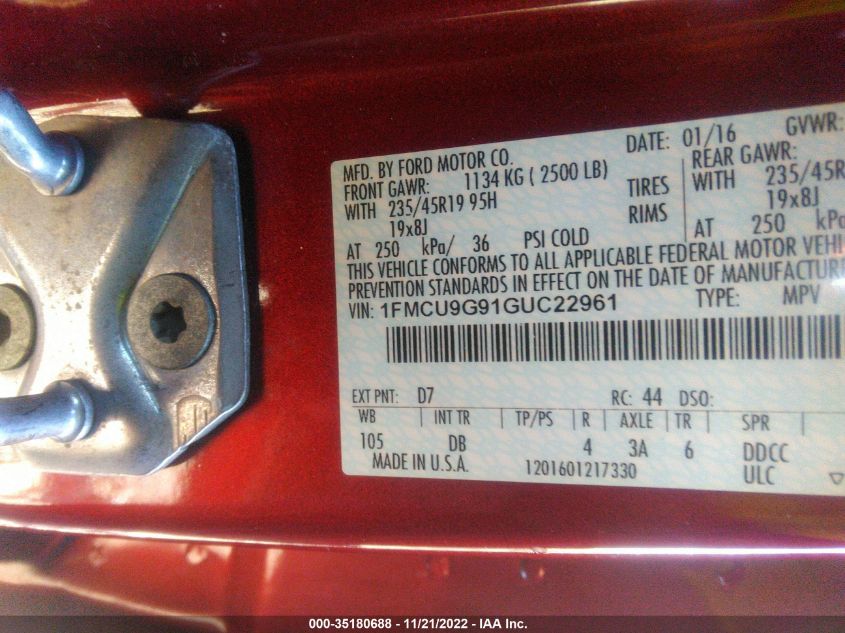 MFD. BY FORD MOTOR CO. DATE: 01/16 GVWR:
FRONT GAWR: 1134 KG ( 2500 LB) REAR GAWR:
WITH 235/45R19 95H TIRES WITH 235/45R
19x8J RIMS 19x8J
AT 250 kPa/ 36 PSI COLD AT 250 kPa
THIS VEHICLE CONFORMS TO ALL APPLICABLE FEDERAL MOTOR VEHI
PREVENTION STANDARDS IN EFFECT ON THE DATE OF MANUFACTURE
VIN: 1FMCU9G91GUC22961 TYPE: MPV
EXT PNT: D7 RC: 44 DSO:
WB INT TR TP/PS R AXLE TR SPR
105 DB 4 3A 6 DDCC
MADE IN U.S.A. 1201601217330 ULC
000-35180688 - 11/21/2022 - IAA Inc.